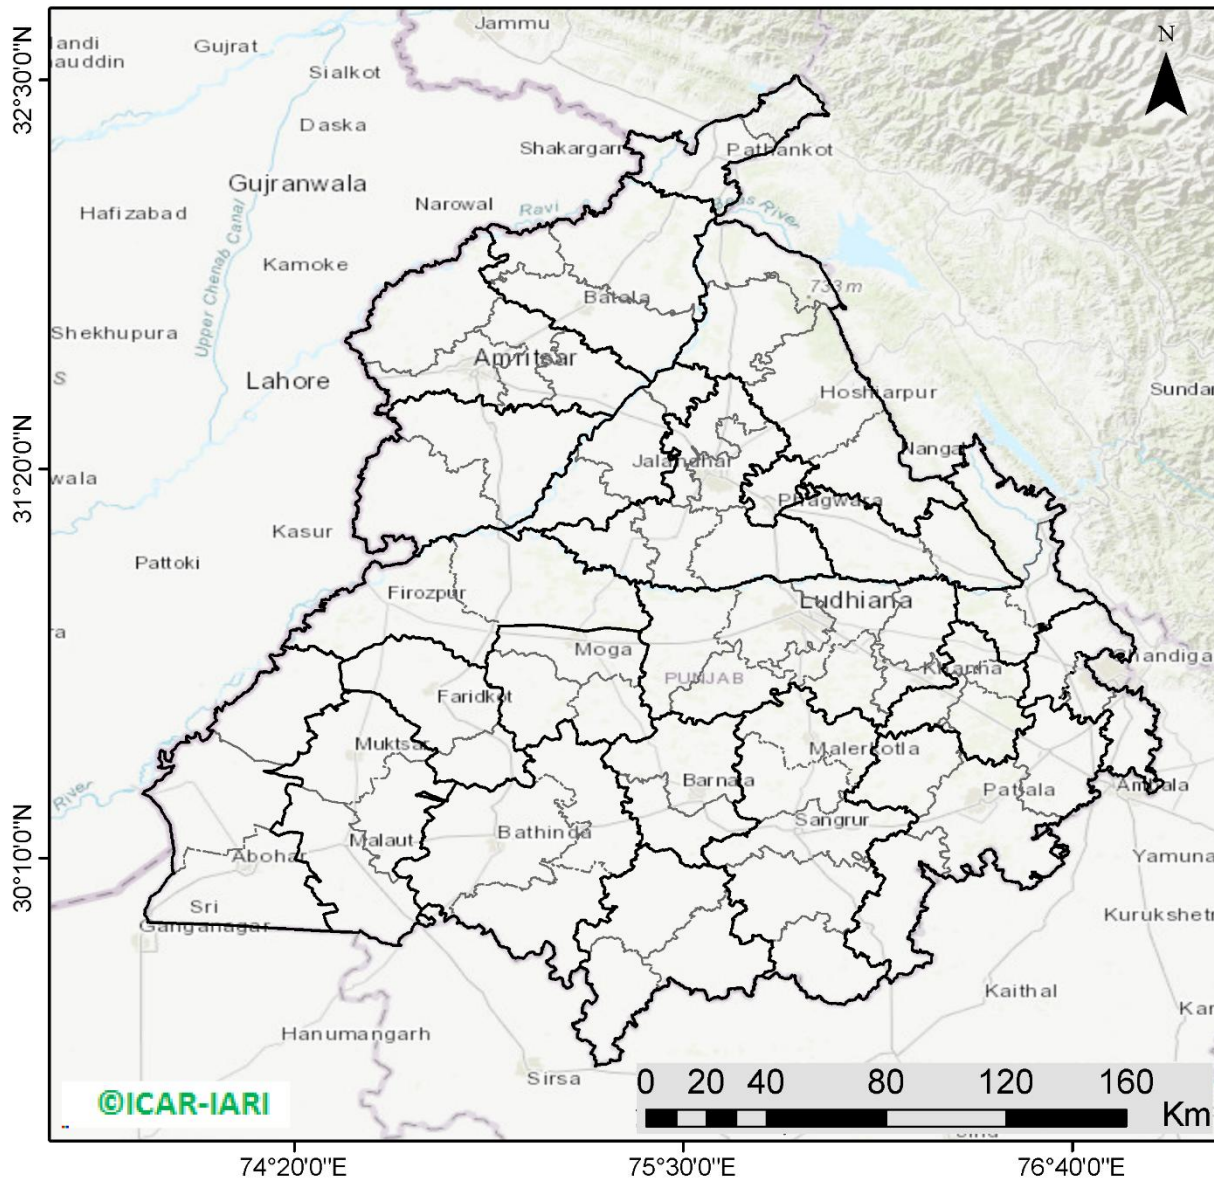 Jammu
N
andi
auddin
Gujrat
32°30'0"N
Sialkot
Daska
Shakargarh
Pathankot
Gujranwala
Hafizabad
Narowal
Ravi
Beas River
Upper Chenab Canal
Kamoke
733 m
Batala
Shekhupura
Amritsar
S
Lahore
Hoshiarpur
Sundar
Nangal
31°20'0"N
wala
Jalandhar
Phagwara
Kasur
Pattoki
Firozpur
Ludhiana
a
Moga
Chandiga
PUNJAB
Khanna
Faridkot
Muktsar
Malerkotla
River
Barnala
Patiala
Ambala
Bathinda
Sangrur
Malaut
30°10'0"N
Abohar
Yamuna
Sri
Ganganagar
Kurukshetr
Kaithal
Kar
Hanumangarh
Sirsa
©ICAR-IARI
0 20 40 80 120 160
Km
74°20'0"E
75°30'0"E
76°40'0"E